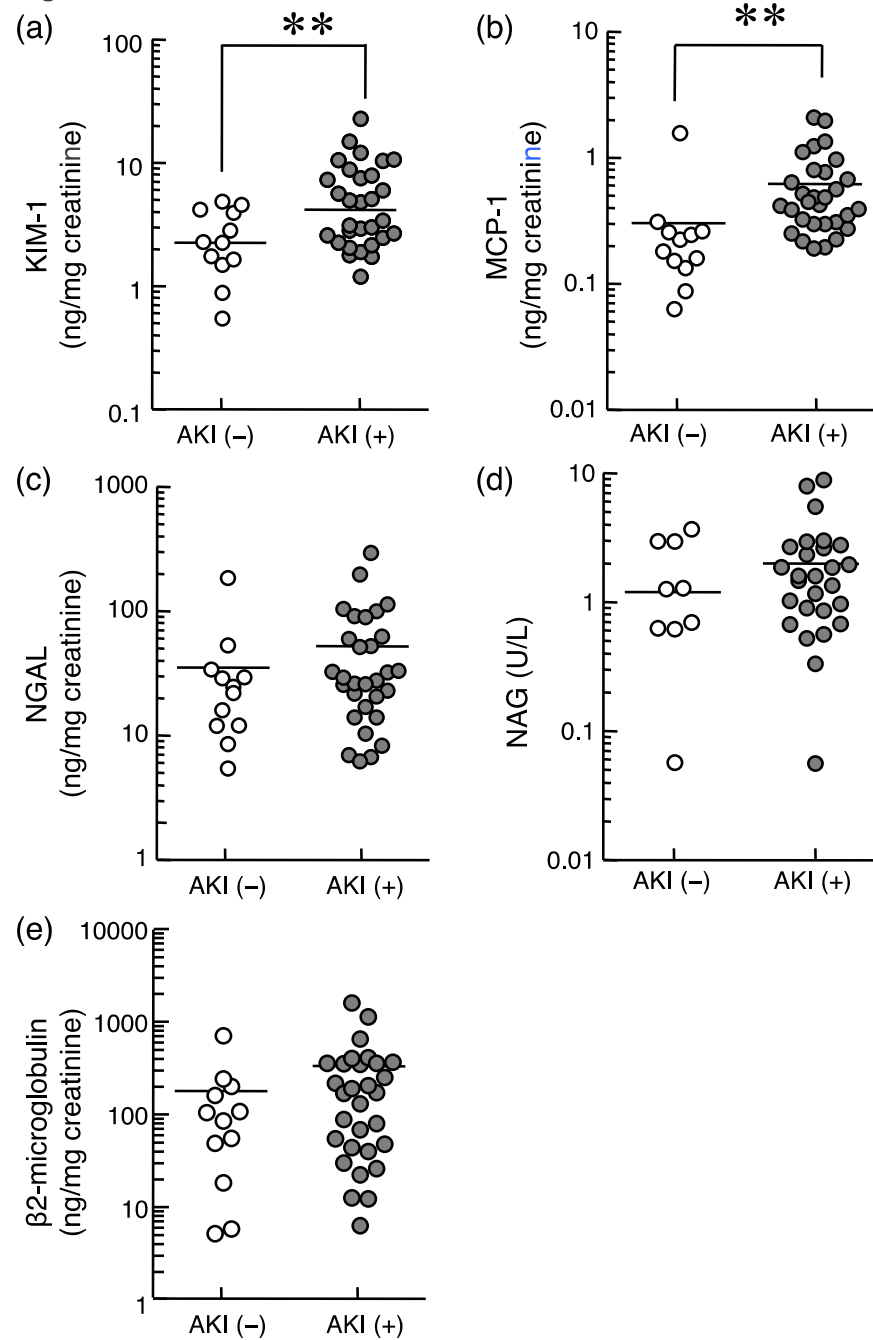 (a)
**
100
10
1
0.1
KIM-1
(ng/mg creatinine)
AKI (−)
AKI (+)
(b)
**
10
1
0.1
0.01
MCP-1
(ng/mg creatinine)
AKI (−)
AKI (+)
(c)
1000
100
10
1
NGAL
(ng/mg creatinine)
AKI (−)
AKI (+)
(d)
10
1
0.1
0.01
NAG (U/L)
AKI (−)
AKI (+)
(e)
10000
1000
100
10
1
β2-microglobulin
(ng/mg creatinine)
AKI (−)
AKI (+)